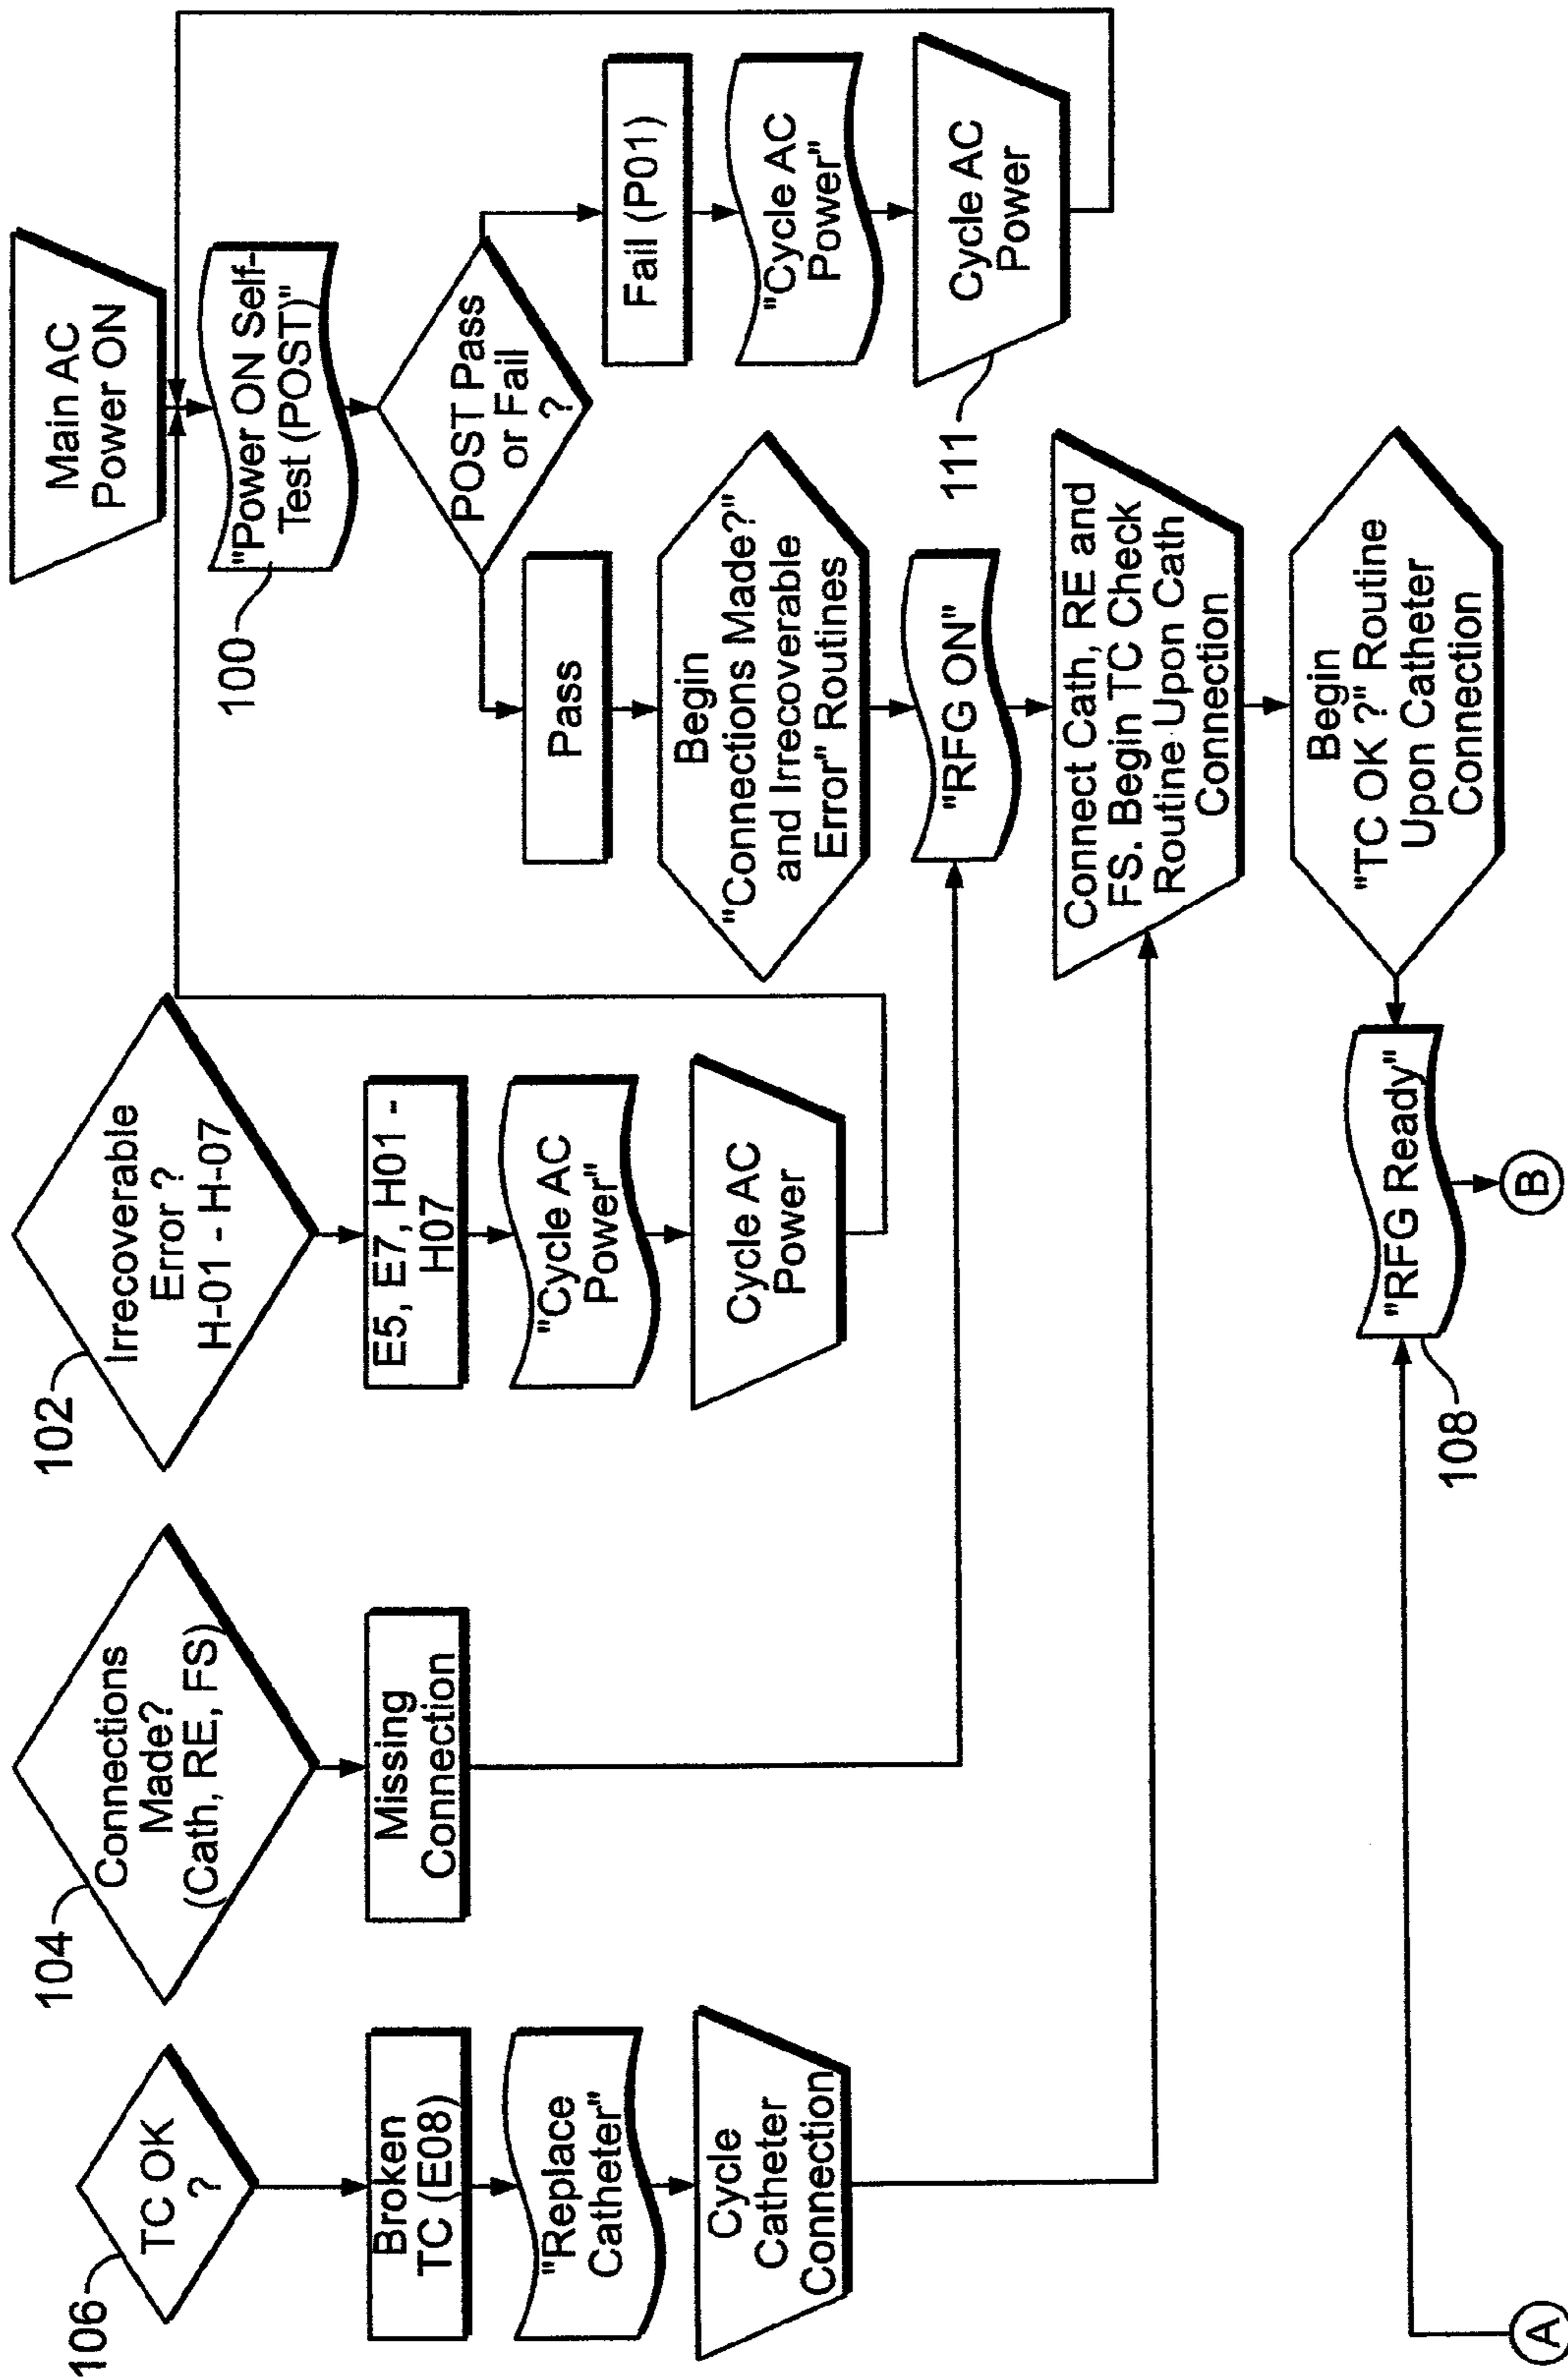 106
TC OK
?
Broken
TC (E08)
"Replace
Catheter"
Cycle
Catheter
Connection
104
Connections
Made?
(Cath, RE, FS)
Missing
Connection
102
Irrecoverable
Error ?
H-01 - H-07
E5, E7, H01 -
H07
"Cycle AC
Power"
Cycle AC
Power
Main AC
Power ON
100
"Power ON Self-
Test (POST)"
POST Pass
or Fail
?
Pass
Begin
"Connections Made?"
and Irrecoverable
Error" Routines
"RFG ON"
Connect Cath, RE and
FS. Begin TC Check
Routine Upon Cath
Connection
Begin
"TC OK ?" Routine
Upon Catheter
Connection
Fail (P01)
"Cycle AC
Power"
Cycle AC
Power
111
"RFG Ready"
108
B
A